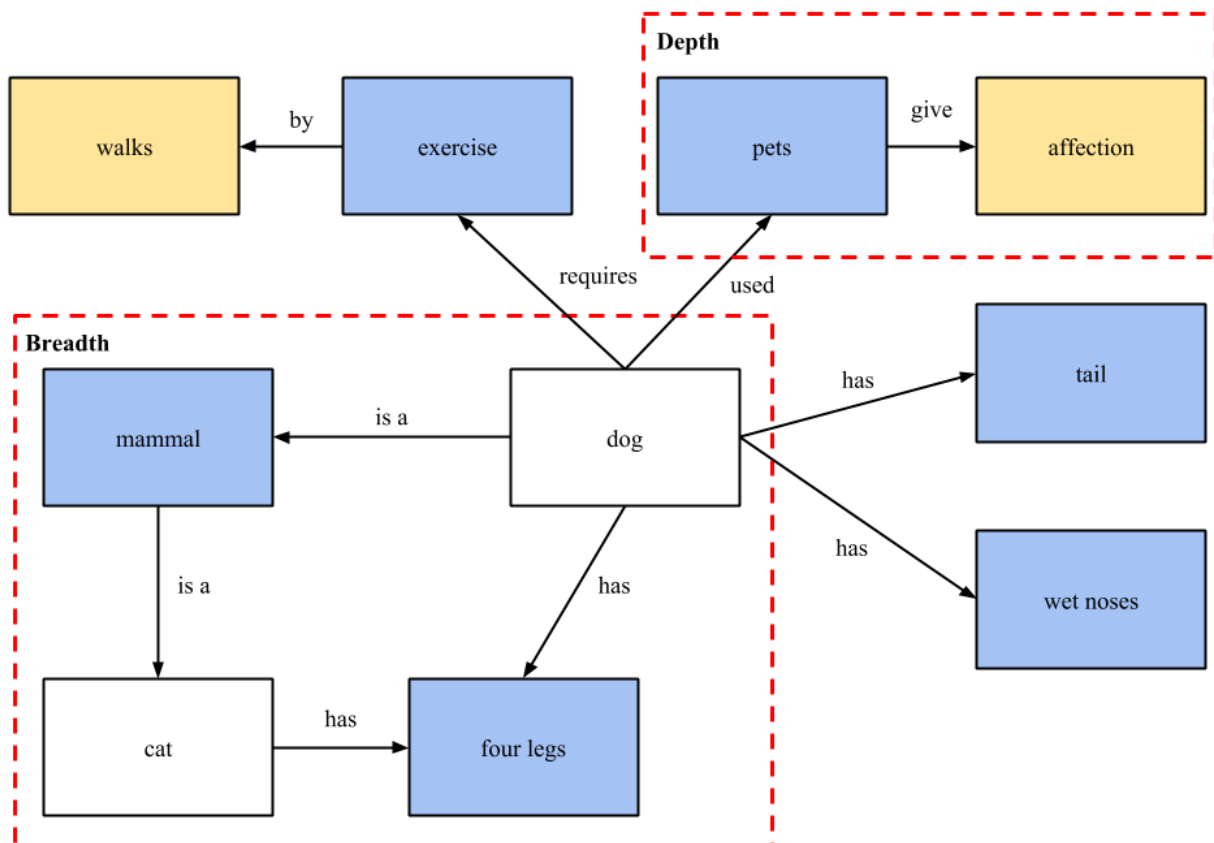 Depth
walks
by
exercise
pets
give
affection
requires
used
Breadth
mammal
is a
dog
has
tail
is a
has
has
wet noses
cat
has
four legs